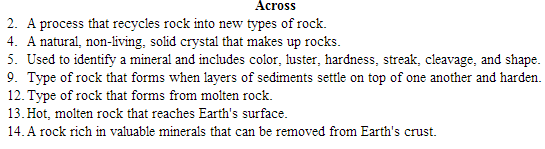 Across
2. A process that recycles rock into new types of rock.
4. A natural, non-living, solid crystal that makes up rocks.
5. Used to identify a mineral and includes color, luster, hardness, streak, cleavage, and shape.
9. Type of rock that forms when layers of sediments settle on top of one another and harden.
12. Type of rock that forms from molten rock.
13. Hot, molten rock that reaches Earth's surface.
14. A rock rich in valuable minerals that can be removed from Earth's crust.